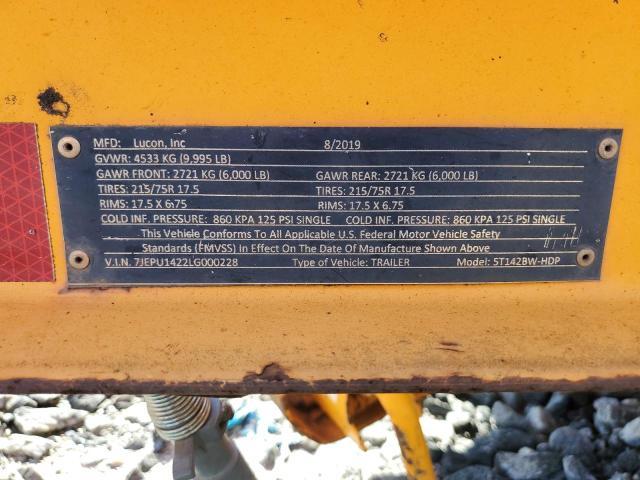 MFD: Lucon, Inc 8/2019
GVWR: 4533 KG (9,995 LB)
GAWR FRONT: 2721 KG (6,000 LB) GAWR REAR: 2721 KG (6,000 LB)
TIRES: 215/75R 17.5 TIRES: 215/75R 17.5
RIMS: 17.5 X 6.75 RIMS: 17.5 X 6.75
COLD INF. PRESSURE: 860 KPA 125 PSI SINGLE COLD INF. PRESSURE: 860 KPA 125 PSI SINGLE
This Vehicle Conforms To All Applicable U.S. Federal Motor Vehicle Safety
Standards (FMVSS) In Effect On The Date Of Manufacture Shown Above
V.I.N. 7JEPU1422LG000228 Type of Vehicle: TRAILER Model: 5T142BW-HDP